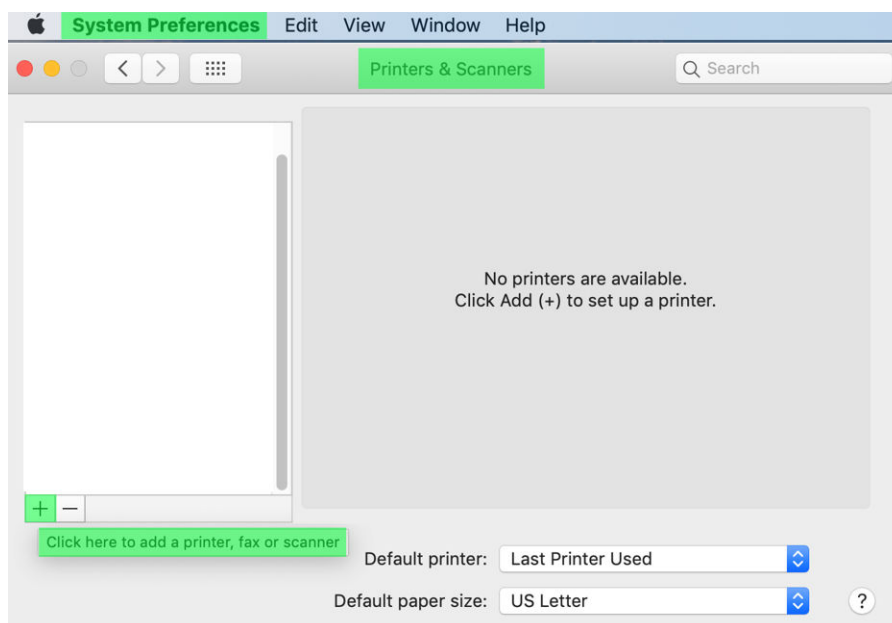 System Preferences Edit View Window Help
Printers & Scanners
Search
No printers are available.
Click Add (+) to set up a printer.
+ −
Click here to add a printer, fax or scanner
Default printer: Last Printer Used
Default paper size: US Letter
?